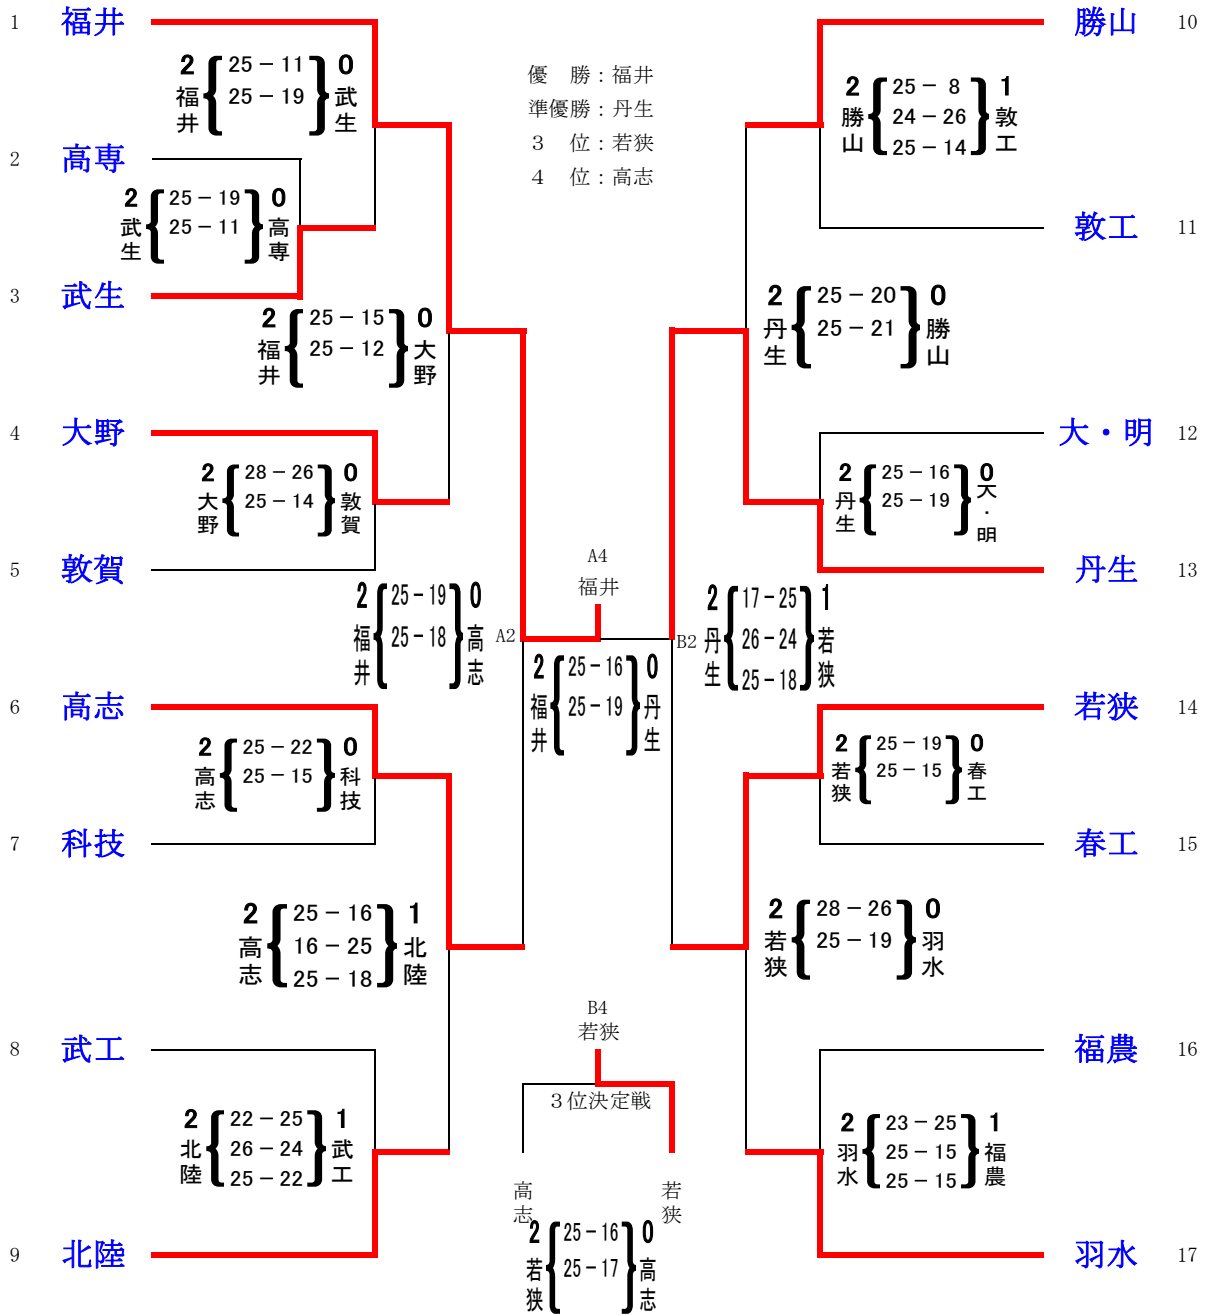 1 福井
2 福井 25－11 25－19 0 武生
2 高専
2 武生 25－19 25－11 0 高専
3 武生
2 福井 25－15 25－12 0 大野
4 大野
2 大野 28－26 25－14 0 敦賀
5 敦賀
2 福井 25－19 25－18 0 高志
A2
6 高志
2 高志 25－22 25－15 0 科技
7 科技
2 高志 25－16 16－25 25－18 1 北陸
8 武工
2 北陸 22－25 26－24 25－22 1 武工
9 北陸
優　勝：福井
準優勝：丹生
３　位：若狭
４　位：高志
A4
福井
2 福井 25－16 25－19 0 丹生
B4
若狭
３位決定戦
高志 若狭
2 若狭 25－16 25－17 0 高志
勝山 10
2 勝山 25－8 24－26 25－14 1 敦工
敦工 11
2 丹生 25－20 25－21 0 勝山
大・明 12
2 丹生 25－16 25－19 0 大・明
丹生 13
B2
2 丹生 17－25 26－24 25－18 1 若狭
若狭 14
2 若狭 25－19 25－15 0 春工
春工 15
2 若狭 28－26 25－19 0 羽水
福農 16
2 羽水 23－25 25－15 25－15 1 福農
羽水 17